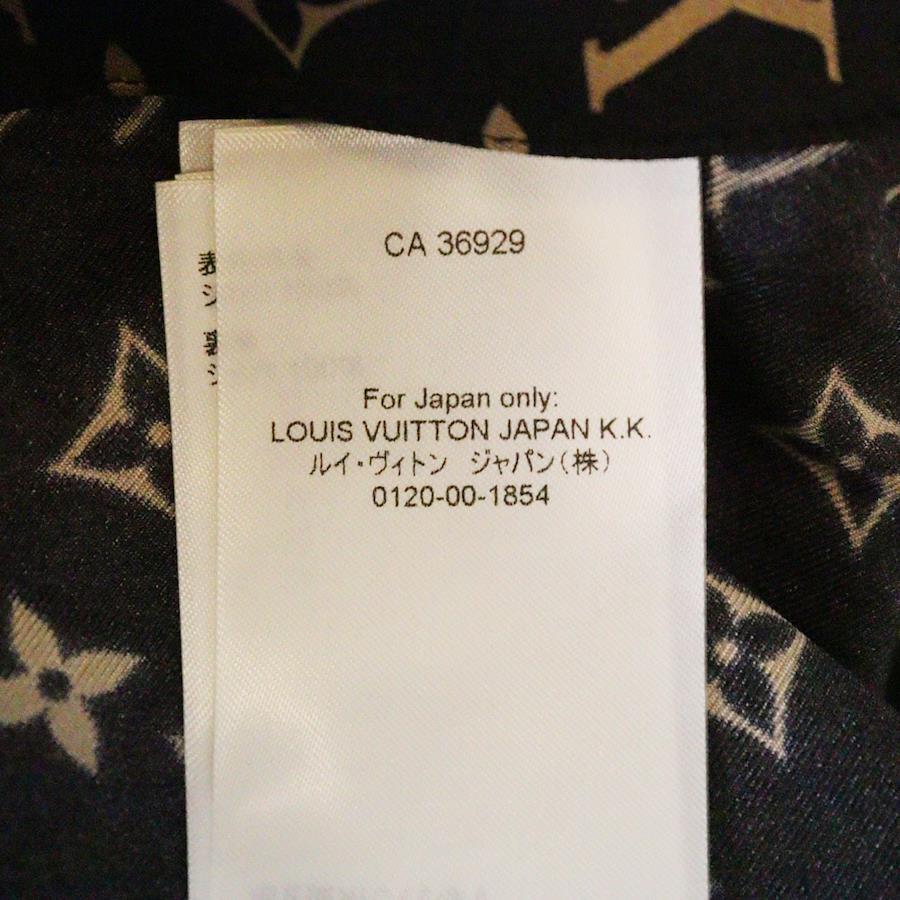 CA 36929
For Japan only:
LOUIS VUITTON JAPAN K.K.
ルイ・ヴィトン ジャパン(株)
0120-00-1854
表